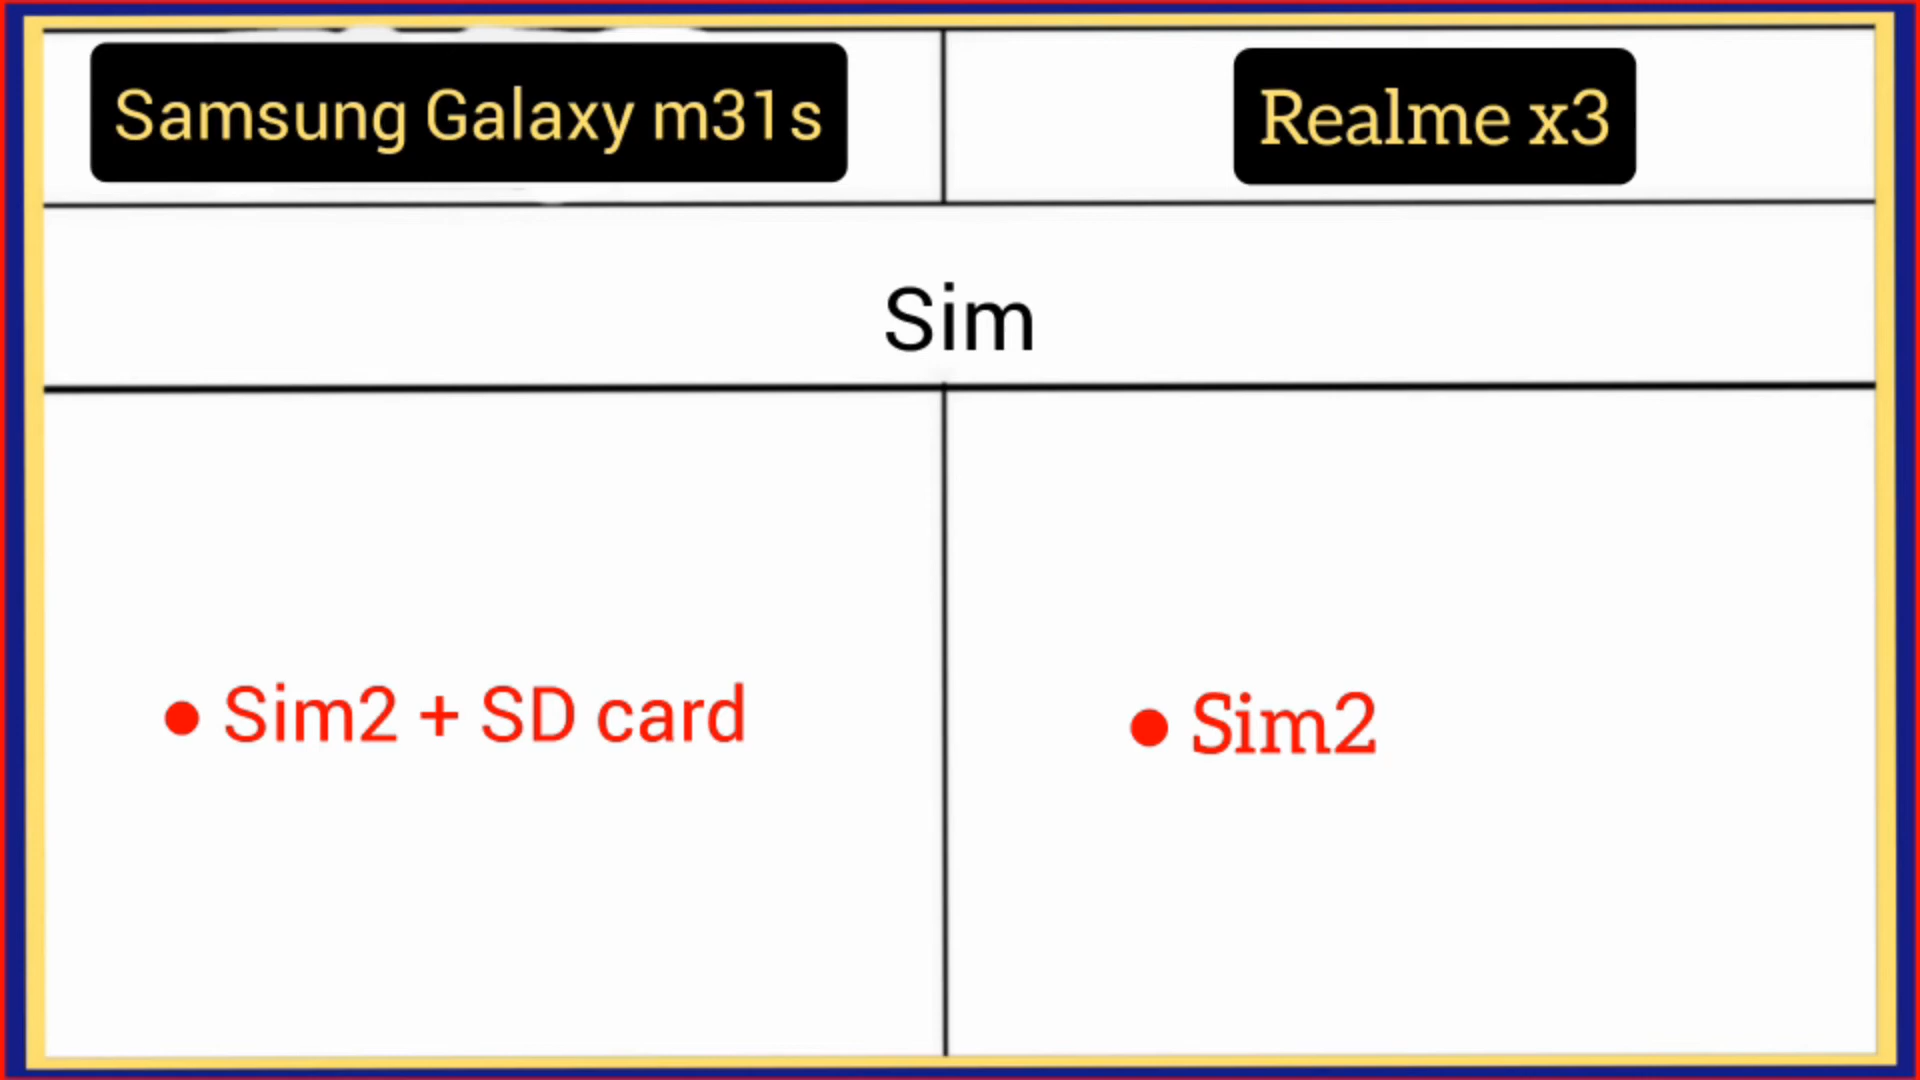 Samsung Galaxy m31s
Realme x3
Sim
• Sim2 + SD card
• Sim2